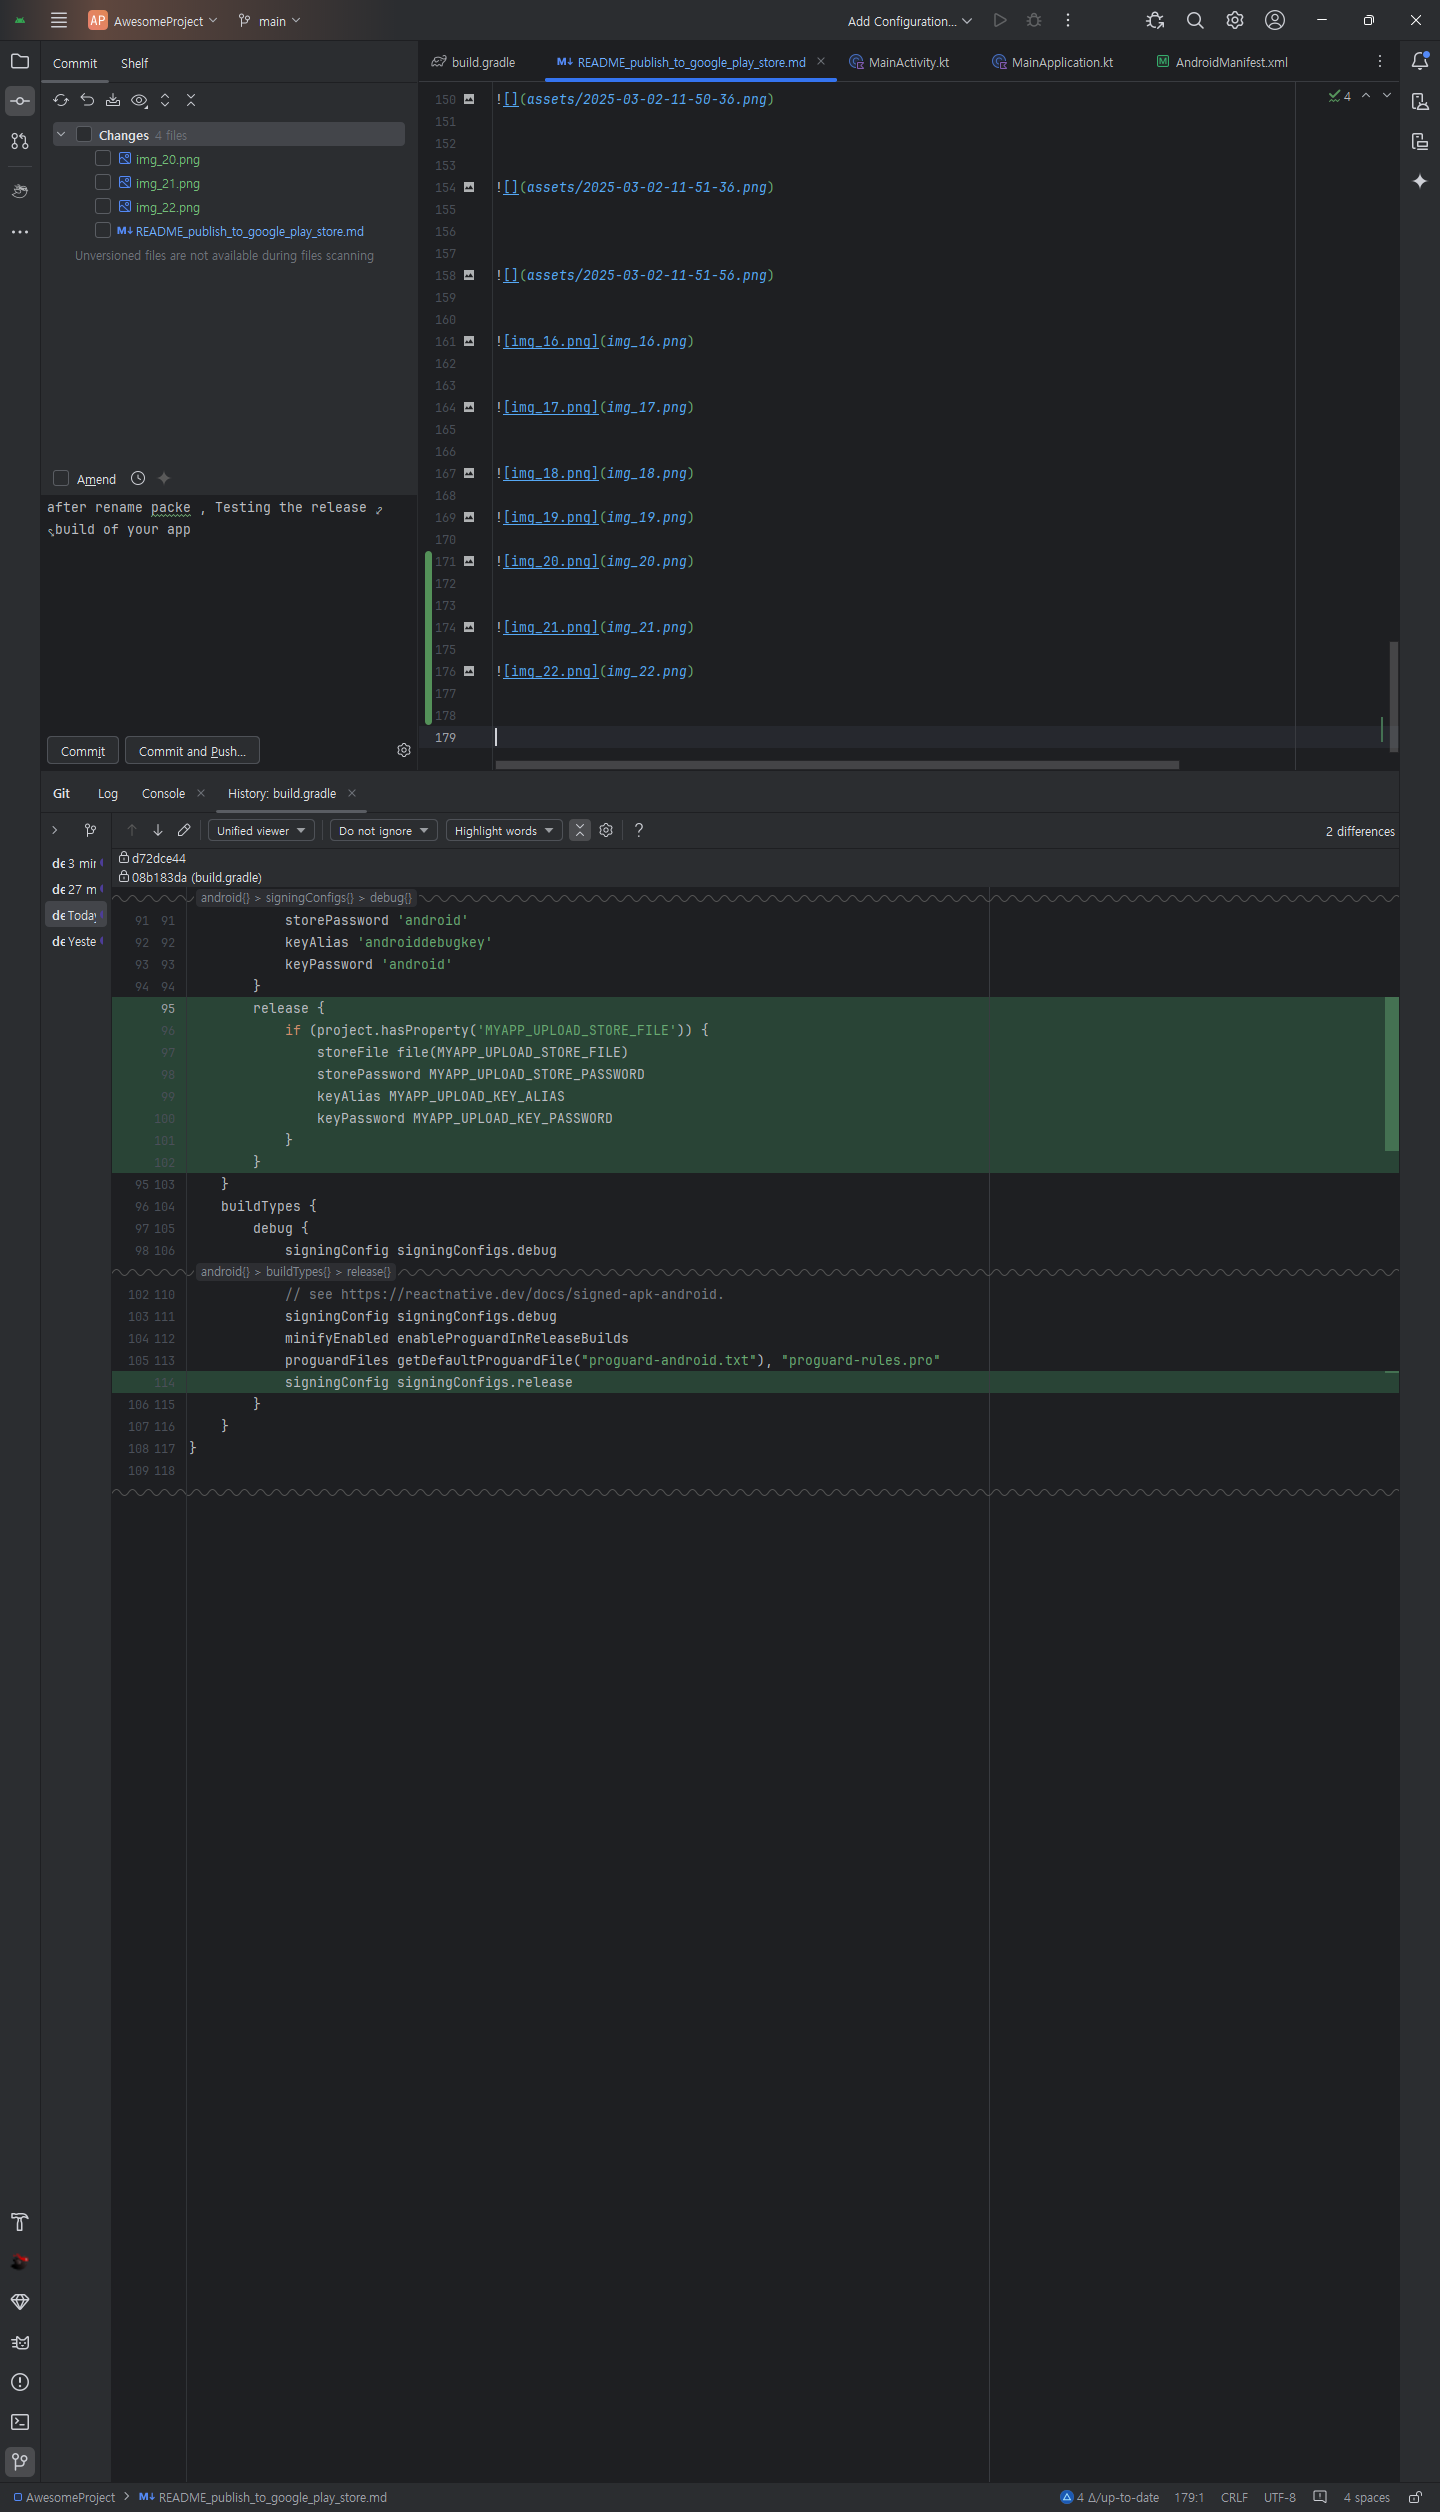 AP AwesomeProject main Add Configuration...
Commit Shelf
Changes 4 files
img_20.png
img_21.png
img_22.png
README_publish_to_google_play_store.md
Unversioned files are not available during files scanning
Amend
after rename packe , Testing the release
build of your app
Commit Commit and Push...
build.gradle README_publish_to_google_play_store.md MainActivity.kt MainApplication.kt AndroidManifest.xml
4
150 ![](assets/2025-03-02-11-50-36.png)
151
152
153
154 ![](assets/2025-03-02-11-51-36.png)
155
156
157
158 ![](assets/2025-03-02-11-51-56.png)
159
160
161 ![img_16.png](img_16.png)
162
163
164 ![img_17.png](img_17.png)
165
166
167 ![img_18.png](img_18.png)
168
169 ![img_19.png](img_19.png)
170
171 ![img_20.png](img_20.png)
172
173
174 ![img_21.png](img_21.png)
175
176 ![img_22.png](img_22.png)
177
178
179
Git Log Console History: build.gradle
Unified viewer Do not ignore Highlight words ? 2 differences
3 mir
27 m
Today
Yeste
d72dce44
08b183da (build.gradle)
android{} > signingConfigs{} > debug{}
91 91 storePassword 'android'
92 92 keyAlias 'androiddebugkey'
93 93 keyPassword 'android'
94 94 }
95 release {
96 if (project.hasProperty('MYAPP_UPLOAD_STORE_FILE')) {
97 storeFile file(MYAPP_UPLOAD_STORE_FILE)
98 storePassword MYAPP_UPLOAD_STORE_PASSWORD
99 keyAlias MYAPP_UPLOAD_KEY_ALIAS
100 keyPassword MYAPP_UPLOAD_KEY_PASSWORD
101 }
102 }
95 103 }
96 104 buildTypes {
97 105 debug {
98 106 signingConfig signingConfigs.debug
android{} > buildTypes{} > release{}
102 110 // see https://reactnative.dev/docs/signed-apk-android.
103 111 signingConfig signingConfigs.debug
104 112 minifyEnabled enableProguardInReleaseBuilds
105 113 proguardFiles getDefaultProguardFile("proguard-android.txt"), "proguard-rules.pro"
114 signingConfig signingConfigs.release
106 115 }
107 116 }
108 117 }
109 118
AwesomeProject > README_publish_to_google_play_store.md 4 Δ/up-to-date 179:1 CRLF UTF-8 4 spaces